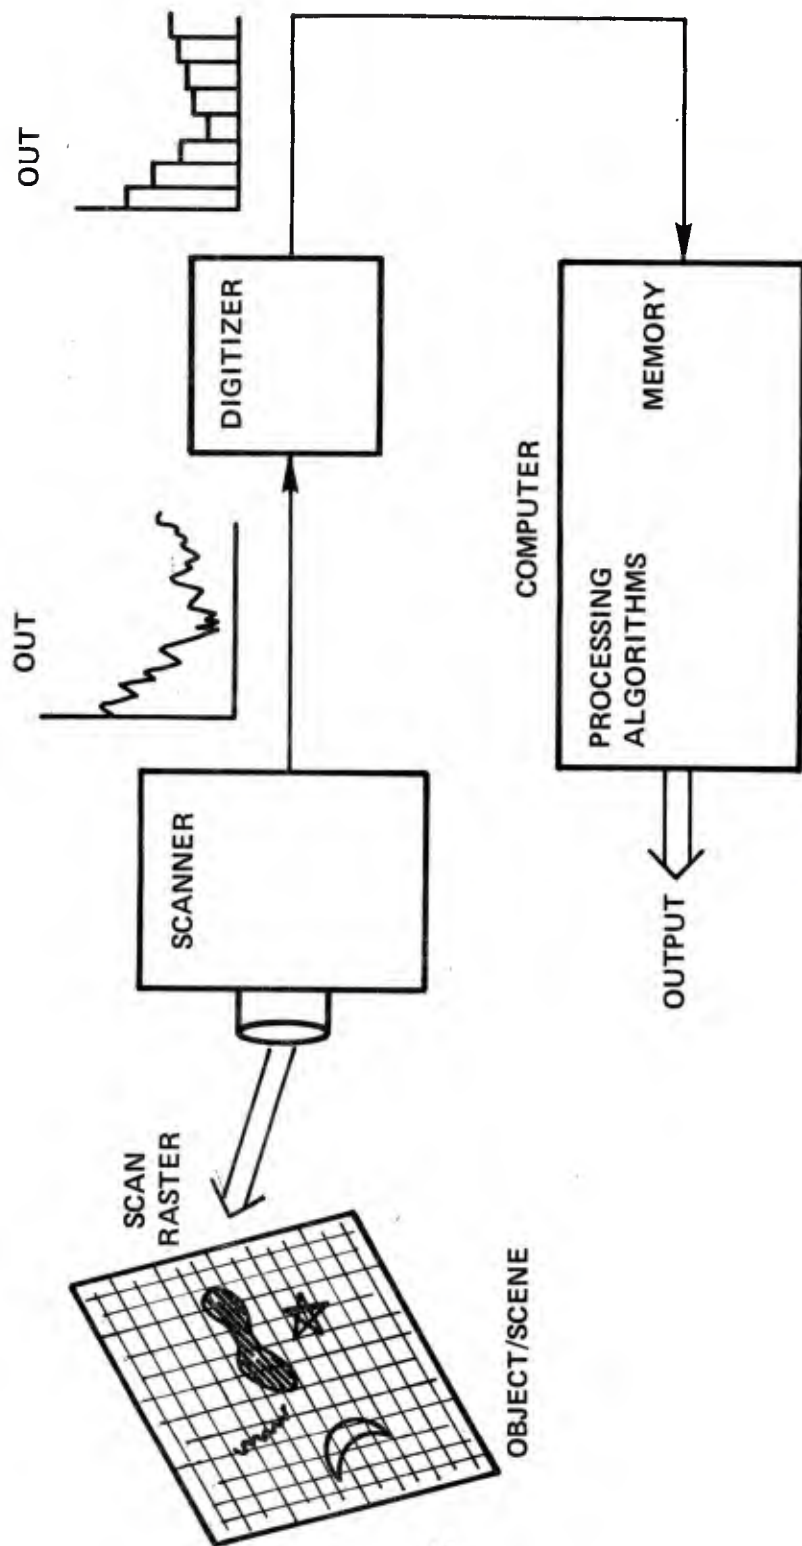 OBJECT/SCENE
SCAN
RASTER
SCANNER
OUT
DIGITIZER
OUT
COMPUTER
PROCESSING
ALGORITHMS
MEMORY
OUTPUT